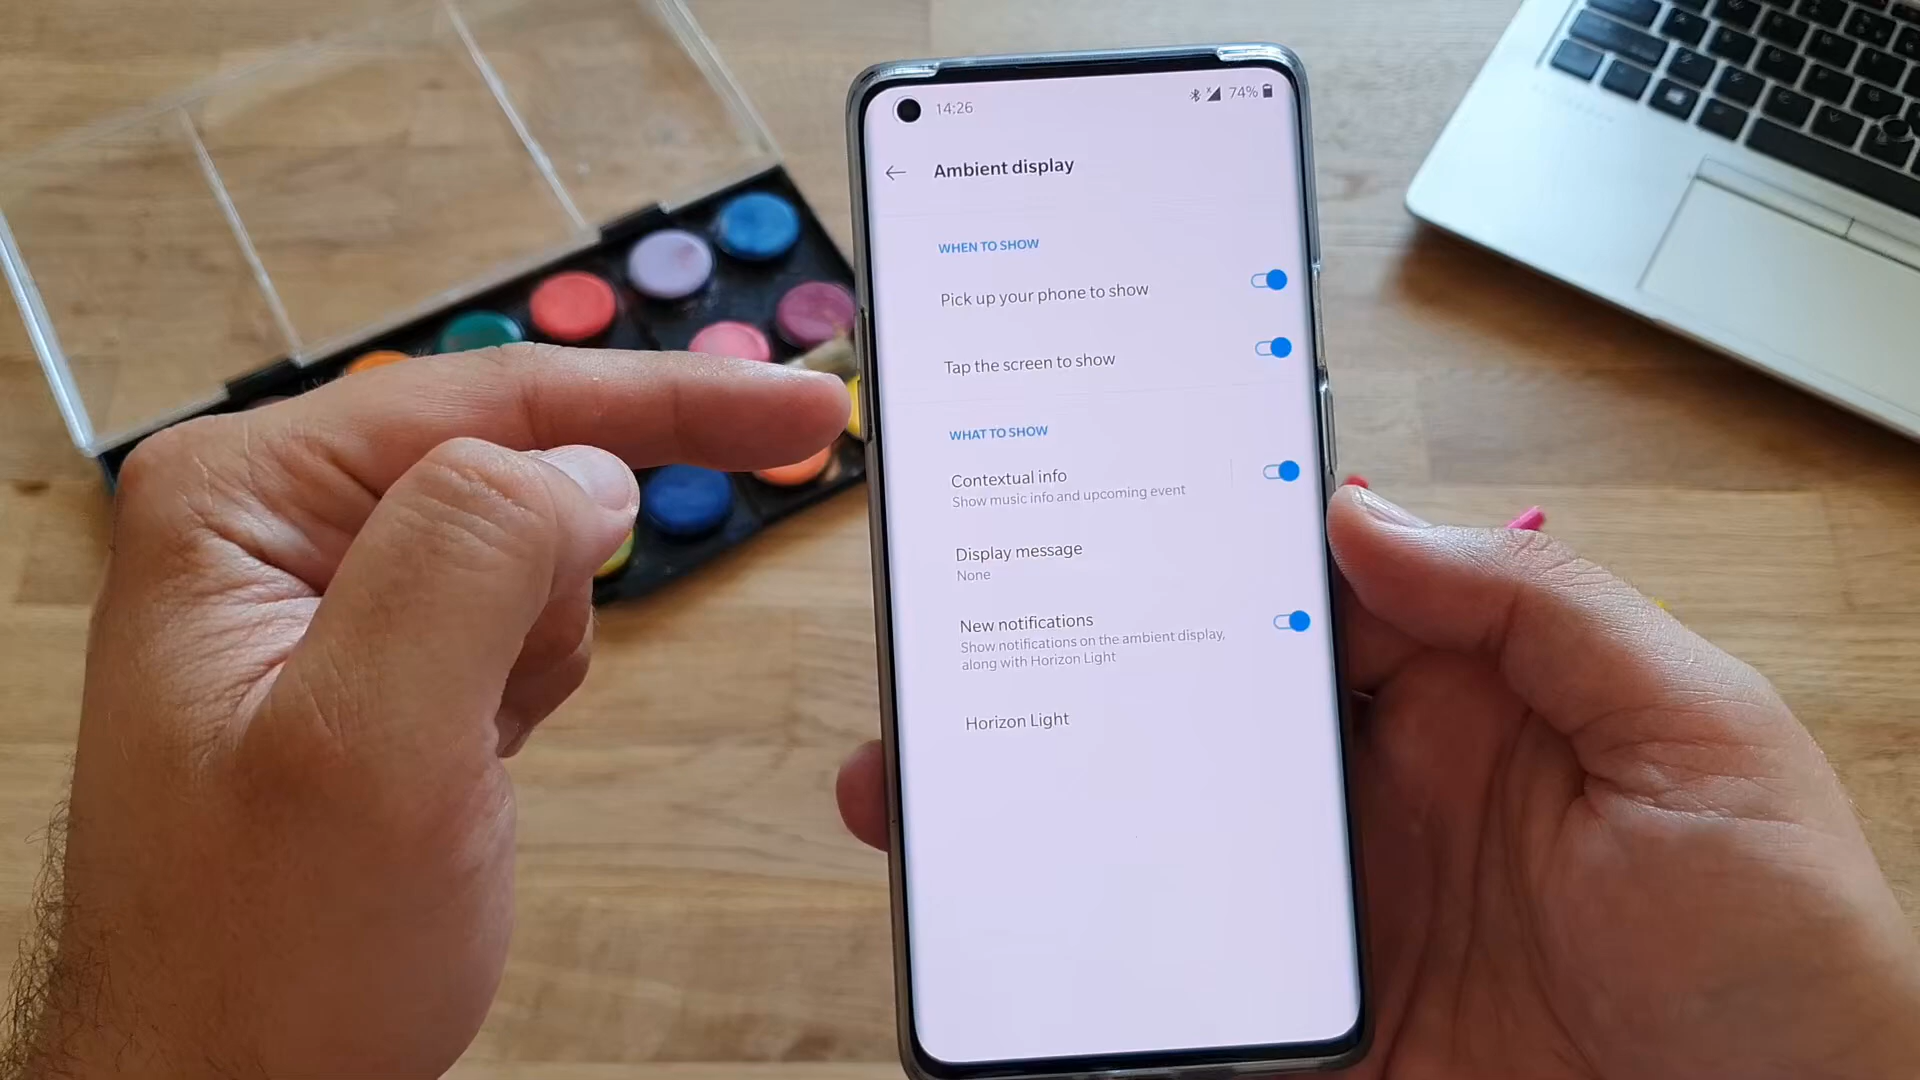 14:26
74%
Ambient display
WHEN TO SHOW
Pick up your phone to show
Tap the screen to show
WHAT TO SHOW
Contextual info
Show music info and upcoming event
Display message
None
New notifications
Show notifications on the ambient display,
along with Horizon Light
Horizon Light